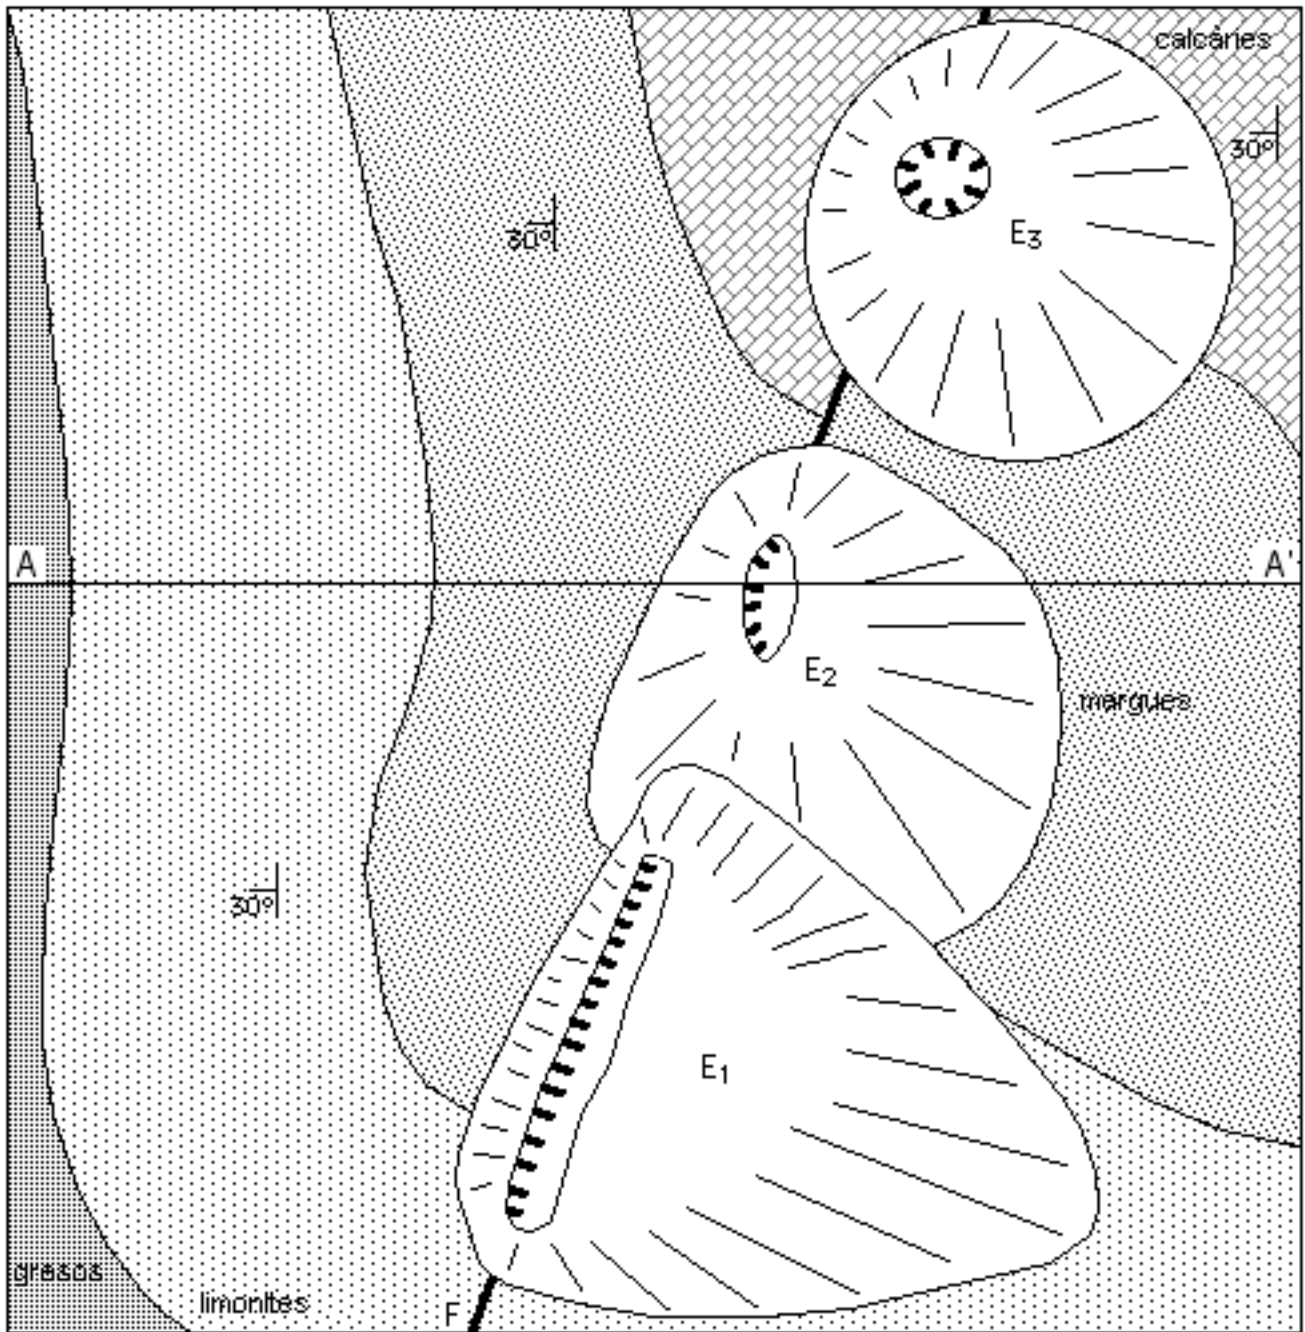 calcàries
30º
30º
E3
A
A'
E2
margues
30º
E1
gresos
limonites
F